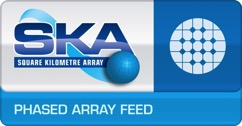 SKA
SQUARE KILOMETRE ARRAY
PHASED ARRAY FEED